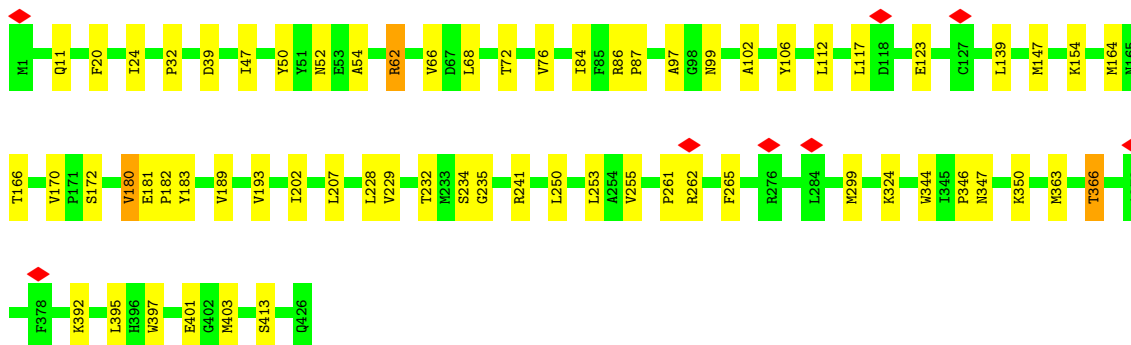 M1 Q11 F20 I24 P32 D39 I47 Y50 Y51 N52 E53 A54 R62 V66 D67 L68 T72 V76 I84 F85 R86 P87 A97 G98 N99 A102 Y106 L112 L117 D118 E123 C127 L139 M147 K154 M164 N165
T166 V170 P171 S172 V180 E181 P182 Y183 V189 V193 I202 L207 L228 V229 T232 M233 S234 G235 R241 L250 L253 A254 V255 P261 R262 F265 R276 L284 M299 K324 W344 I345 P346 N347 K350 M363 T366
F378 K392 L395 H396 W397 E401 G402 M403 S413 Q426